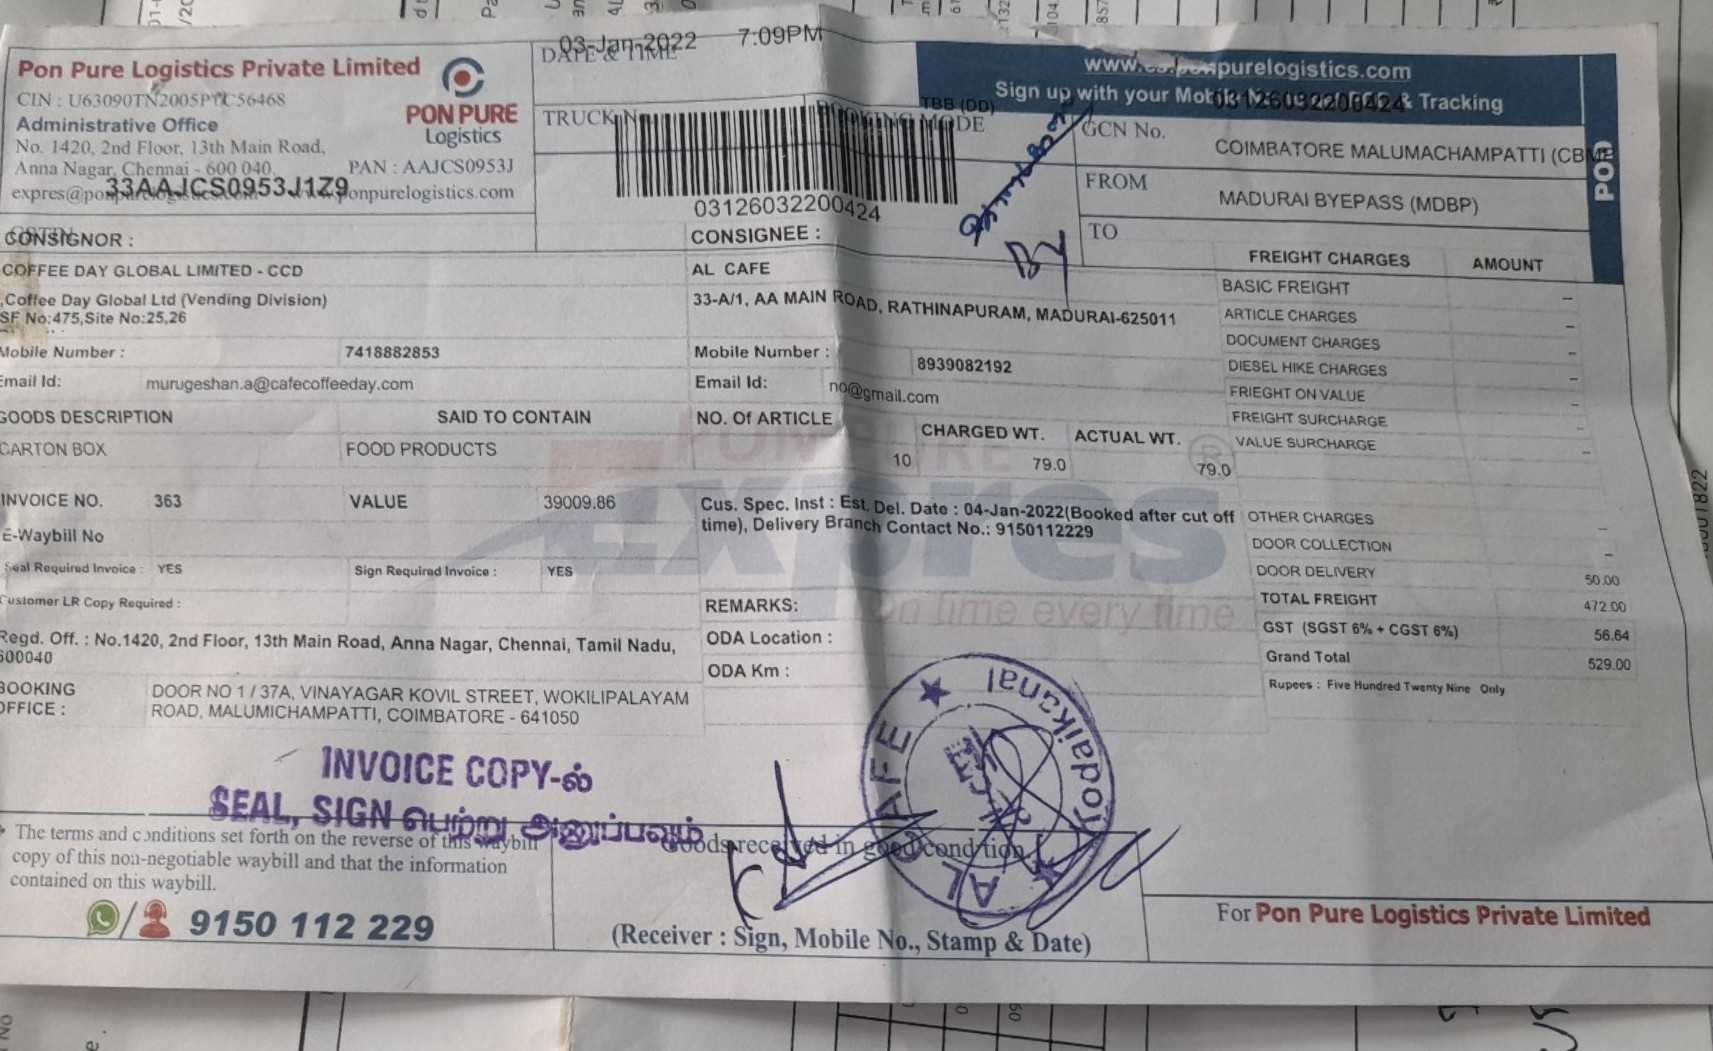 03-Jan-2022 7:09PM
Pon Pure Logistics Private Limited
CIN : U63090TN2005PTC56468
Administrative Office
No. 1420, 2nd Floor, 13th Main Road,
Anna Nagar, Chennai - 600 040.
PAN : AAJCS0953J
33AAJCS0953J1Z9
PON PURE
Logistics
DATE & TIME
TRUCK No
TBB (DD)
BOOKING MODE
03126032200424
Sign up with your
& Tracking
03126032200424
GCN No.
COIMBATORE MALUMACHAMPATTI
FROM
MADURAI BYEPASS (MDBP)
TO
POD
CONSIGNOR :
COFFEE DAY GLOBAL LIMITED - CCD
,Coffee Day Global Ltd (Vending Division)
SF No:475,Site No:25,26
Mobile Number : 7418882853
Email Id: murugeshan.a@cafecoffeeday.com
CONSIGNEE :
AL CAFE
33-A/1, AA MAIN ROAD, RATHINAPURAM, MADURAI-625011
Mobile Number : 8939082192
Email Id: no@gmail.com
GOODS DESCRIPTION SAID TO CONTAIN NO. Of ARTICLE CHARGED WT. ACTUAL WT.
CARTON BOX FOOD PRODUCTS 10 79.0 79.0
INVOICE NO. 363 VALUE 39009.86
E-Waybill No
Seal Required Invoice : YES Sign Required Invoice : YES
Customer LR Copy Required :
Regd. Off. : No.1420, 2nd Floor, 13th Main Road, Anna Nagar, Chennai, Tamil Nadu,
600040
BOOKING OFFICE :
DOOR NO 1 / 37A, VINAYAGAR KOVIL STREET, WOKILIPALAYAM
ROAD, MALUMICHAMPATTI, COIMBATORE - 641050
Cus. Spec. Inst : Est. Del. Date : 04-Jan-2022(Booked after cut off
time), Delivery Branch Contact No.: 9150112229
REMARKS:
ODA Location :
ODA Km :
PON PURE
Expres
on time every time
FREIGHT CHARGES AMOUNT
BASIC FREIGHT –
ARTICLE CHARGES –
DOCUMENT CHARGES –
DIESEL HIKE CHARGES –
FRIEGHT ON VALUE –
FREIGHT SURCHARGE –
VALUE SURCHARGE –
OTHER CHARGES –
DOOR COLLECTION –
DOOR DELIVERY 50.00
TOTAL FREIGHT 472.00
GST (SGST 6% + CGST 6%) 56.64
Grand Total 529.00
Rupees : Five Hundred Twenty Nine Only
INVOICE COPY-ல்
SEAL, SIGN பெற்று அனுப்பவும்
The terms and conditions set forth on the reverse of this waybill
copy of this non-negotiable waybill and that the information
contained on this waybill.
9150 112 229
Goods received in good condition
AL CAFE ★ Kodaikanal ★
(Receiver : Sign, Mobile No., Stamp & Date)
For Pon Pure Logistics Private Limited